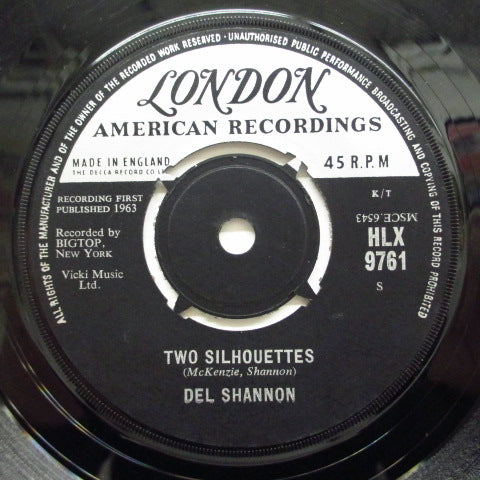 ALL RIGHTS OF THE MANUFACTURER AND OF THE OWNER OF THE RECORDED WORK RESERVED · UNAUTHORISED PUBLIC PERFORMANCE BROADCASTING AND COPYING OF THIS RECORD PROHIBITED
LONDON
AMERICAN RECORDINGS
MADE IN ENGLAND
THE DECCA RECORD CO LTD
45 R.P.M
RECORDING FIRST
PUBLISHED 1963
K/T
MSCE.6543
Recorded by
BIGTOP,
New York
HLX
9761
Vicki Music
Ltd.
S
TWO SILHOUETTES
(McKenzie, Shannon)
DEL SHANNON